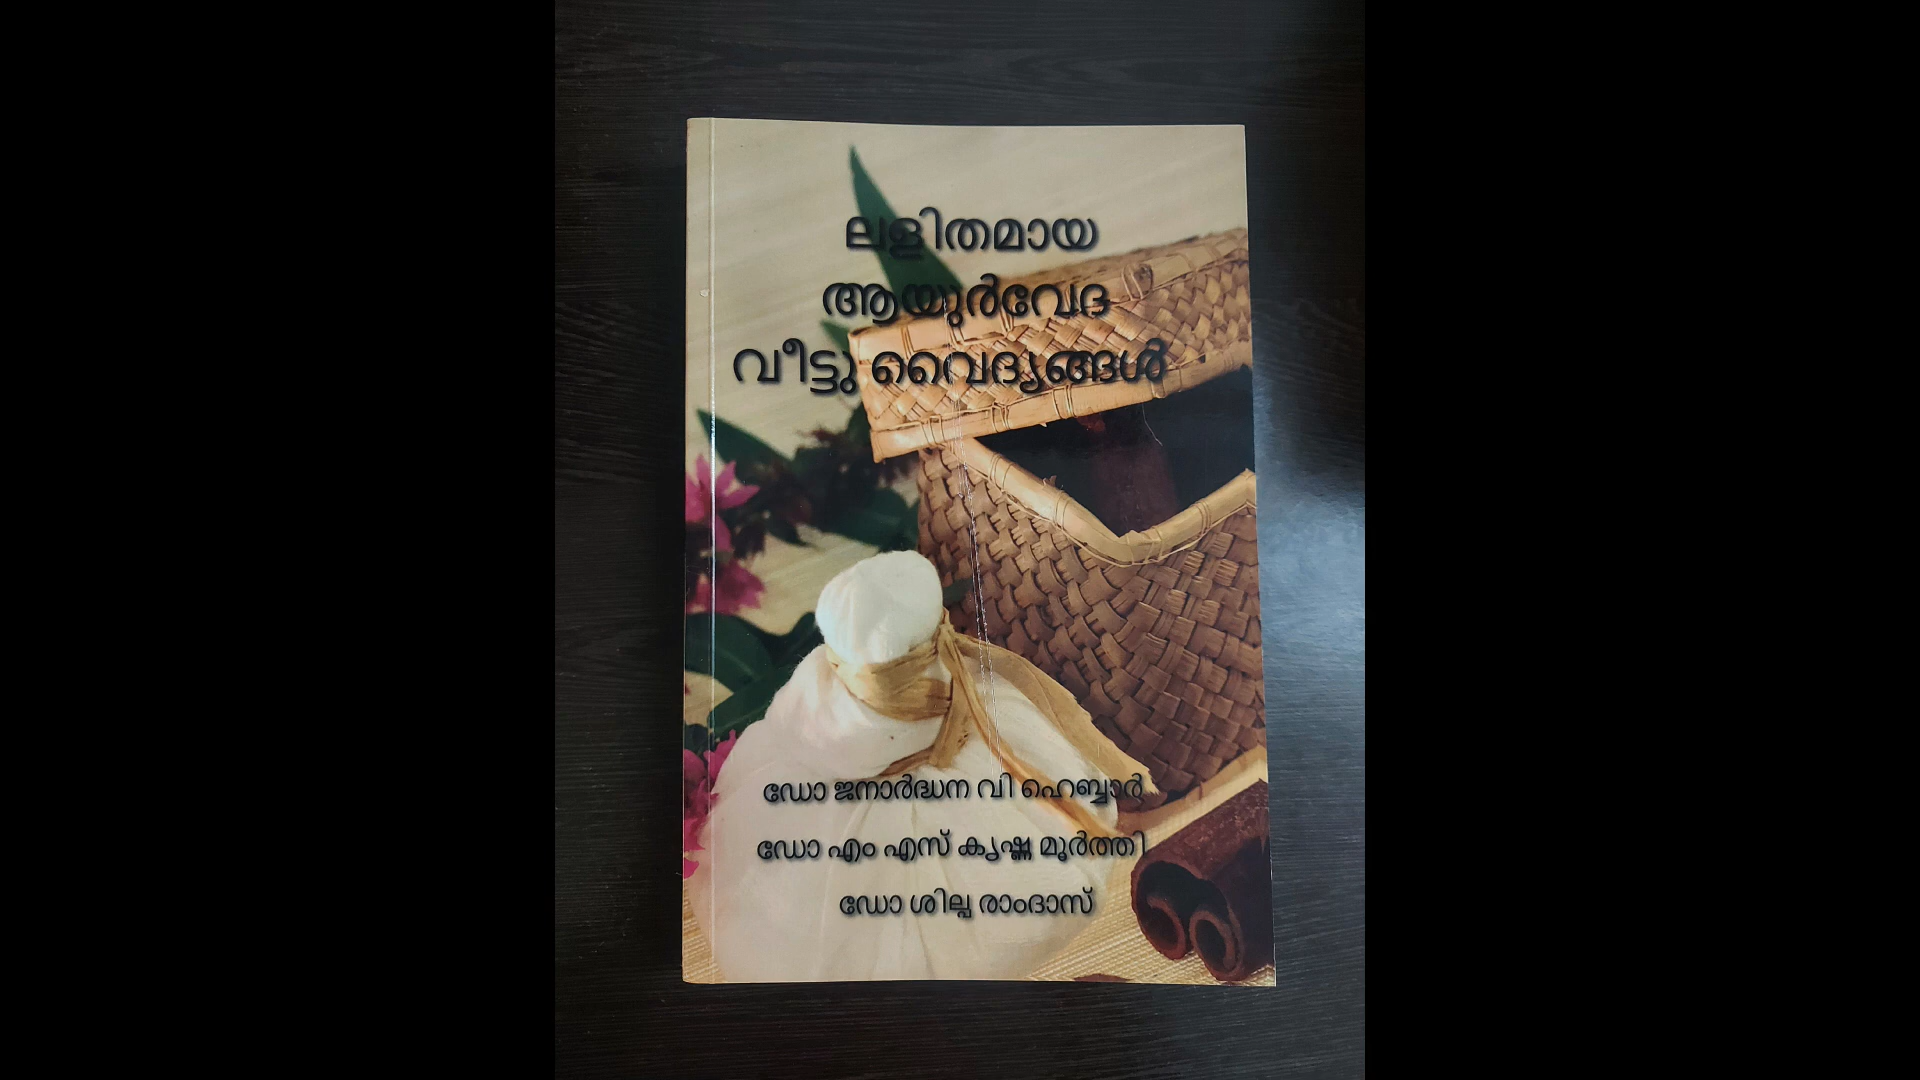 ലളിതമായ
ആയുർവേദ
വീട്ടു വൈദ്യങ്ങൾ
ഡോ ജനാർദ്ധന വി ഹെബ്ബാർ
ഡോ എം എസ് കൃഷ്ണ മൂർത്തി
ഡോ ശില്പ രാംദാസ്